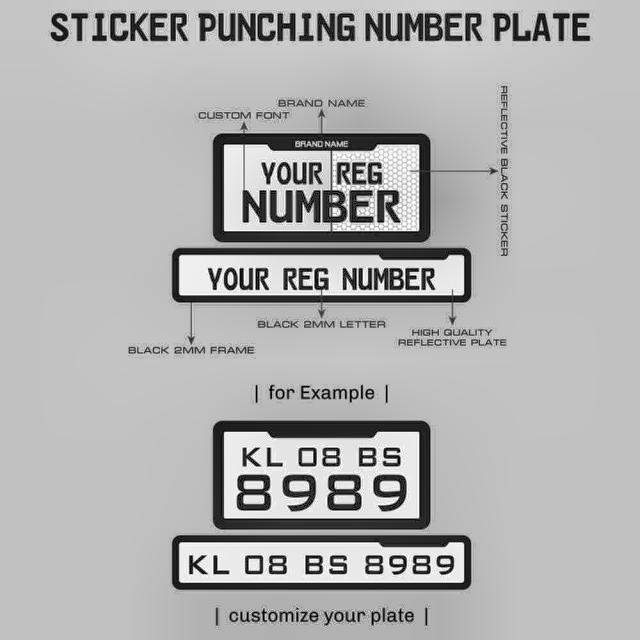 STICKER PUNCHING NUMBER PLATE
BRAND NAME
CUSTOM FONT
REFLECTIVE BLACK STICKER
BRAND NAME
YOUR REG
NUMBER
YOUR REG NUMBER
BLACK 2MM LETTER
HIGH QUALITY
REFLECTIVE PLATE
BLACK 2MM FRAME
| for Example |
KL 08 BS
8989
KL 08 BS 8989
| customize your plate |